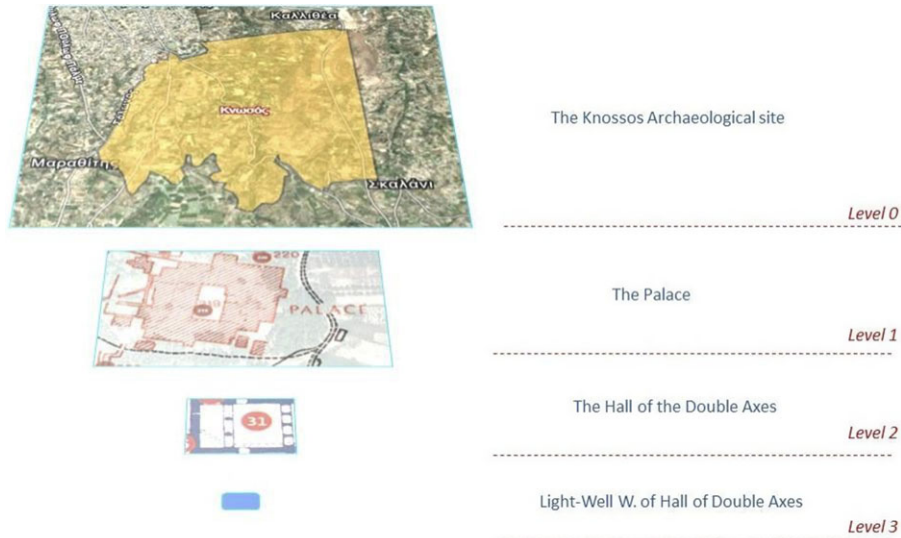 Καλλιθέα
Κνωσός
Μαραθίτης
Σκαλάνι
The Knossos Archaeological site
Level 0
220
PALACE
The Palace
Level 1
31
The Hall of the Double Axes
Level 2
Light-Well W. of Hall of Double Axes
Level 3